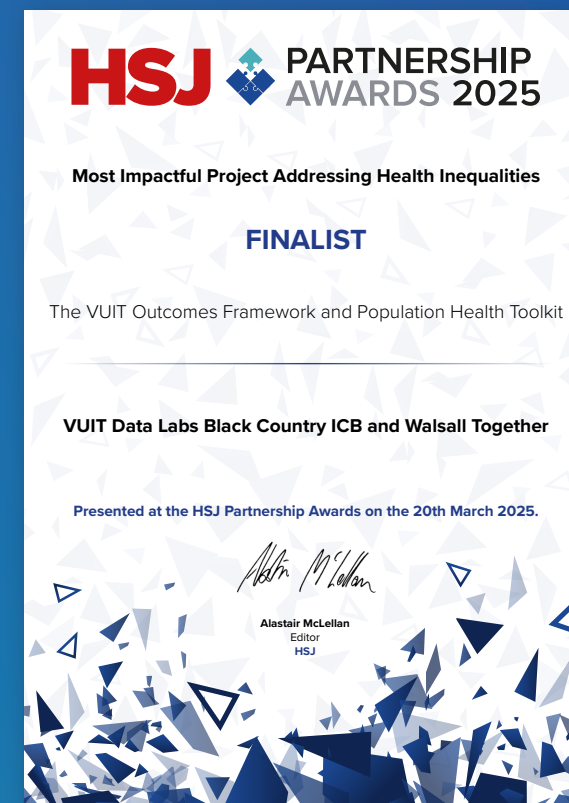 HSJ PARTNERSHIP
AWARDS 2025
Most Impactful Project Addressing Health Inequalities
FINALIST
The VUIT Outcomes Framework and Population Health Toolkit
VUIT Data Labs Black Country ICB and Walsall Together
Presented at the HSJ Partnership Awards on the 20th March 2025.
Alastair McLellan
Alastair McLellan
Editor
HSJ